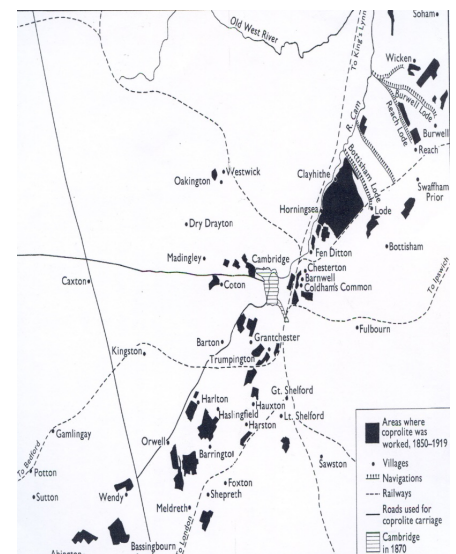 Soham
Old West River
To King's Lynn
Wicken
R. Cam
Burwell Lode
Reach Lode
Burwell
Reach
Bottisham Lode
Clayhithe
Westwick
Oakington
Swaffham
Prior
Horningsea
Lode
Dry Drayton
Bottisham
Fen Ditton
Madingley
Cambridge
Chesterton
Barnwell
Coldham's Common
Coton
Caxton
To Ipswich
Fulbourn
Barton
Grantchester
Kingston
Trumpington
Gt. Shelford
Harlton
Hauxton
Haslingfield
Lt. Shelford
Harston
Gamlingay
Orwell
Barrington
Sawston
To Bedford
Potton
Foxton
Sutton
Wendy
Shepreth
Meldreth
To London
Bassingbourn
Abington
Areas where
coprolite was
worked, 1850-1919
Villages
Navigations
Railways
Roads used for
coprolite carriage
Cambridge
in 1870